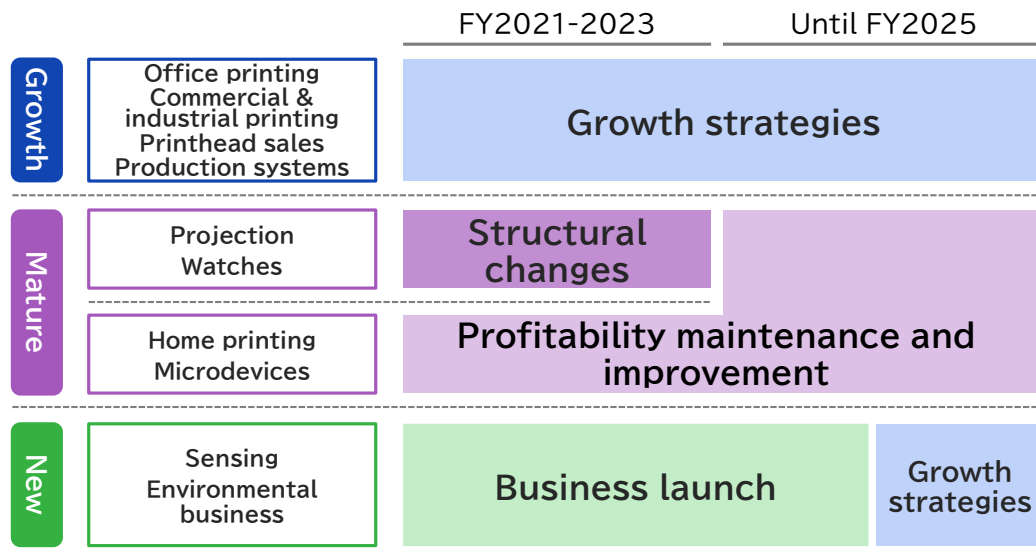 FY2021-2023
Until FY2025
Growth
Office printing
Commercial &
industrial printing
Printhead sales
Production systems
Growth strategies
Mature
Projection
Watches
Structural
changes
Home printing
Microdevices
Profitability maintenance and
improvement
New
Sensing
Environmental
business
Business launch
Growth
strategies